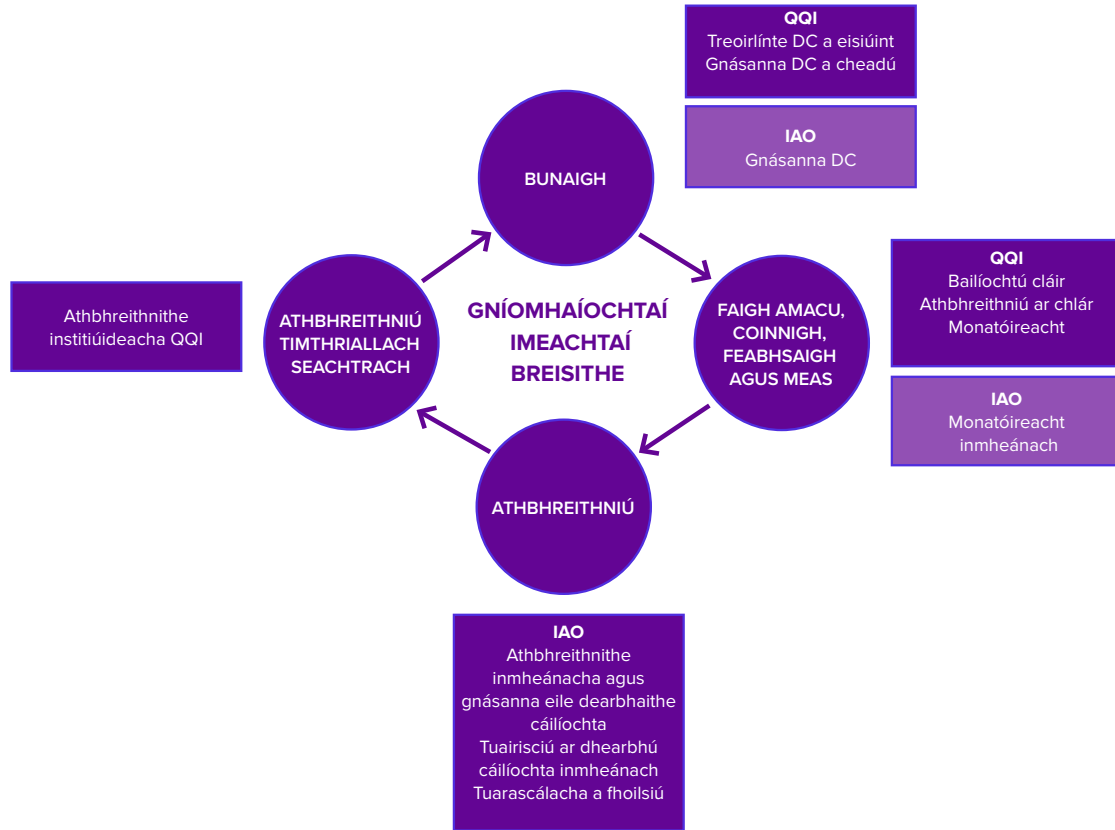 QQI
Treoirlínte DC a eisiúint
Gnásanna DC a cheadú
IAO
Gnásanna DC
BUNAIGH
QQI
Bailíochtú cláir
Athbhreithniú ar chlár
Monatóireacht
IAO
Monatóireacht
inmheánach
FAIGH AMACU,
COINNIGH,
FEABHSAIGH
AGUS MEAS
GNÍOMHAÍOCHTAÍ
IMEACHTAÍ
BREISITHE
ATHBHREITHNIÚ
TIMTHRIALLACH
SEACHTRACH
Athbhreithnithe
institiúideacha QQI
ATHBHREITHNIÚ
IAO
Athbhreithnithe
inmheánacha agus
gnásanna eile dearbhaithe
cáilíochta
Tuairisciú ar dhearbhú
cáilíochta inmheánach
Tuarascálacha a fhoilsiú